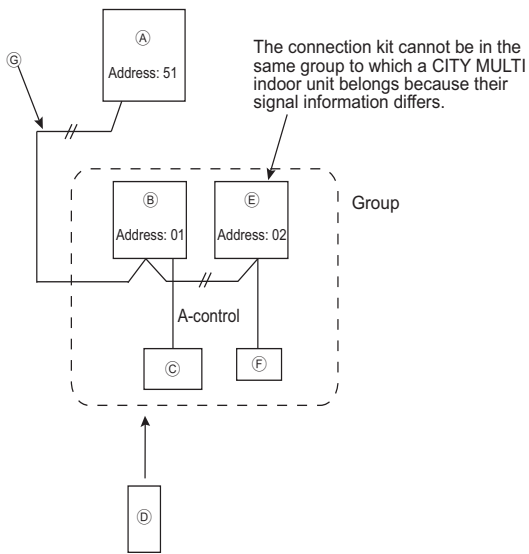 Ⓐ
Address: 51
Ⓖ
The connection kit cannot be in the
same group to which a CITY MULTI
indoor unit belongs because their
signal information differs.
Ⓑ
Address: 01
Ⓔ
Address: 02
Group
A-control
Ⓒ
Ⓕ
Ⓓ